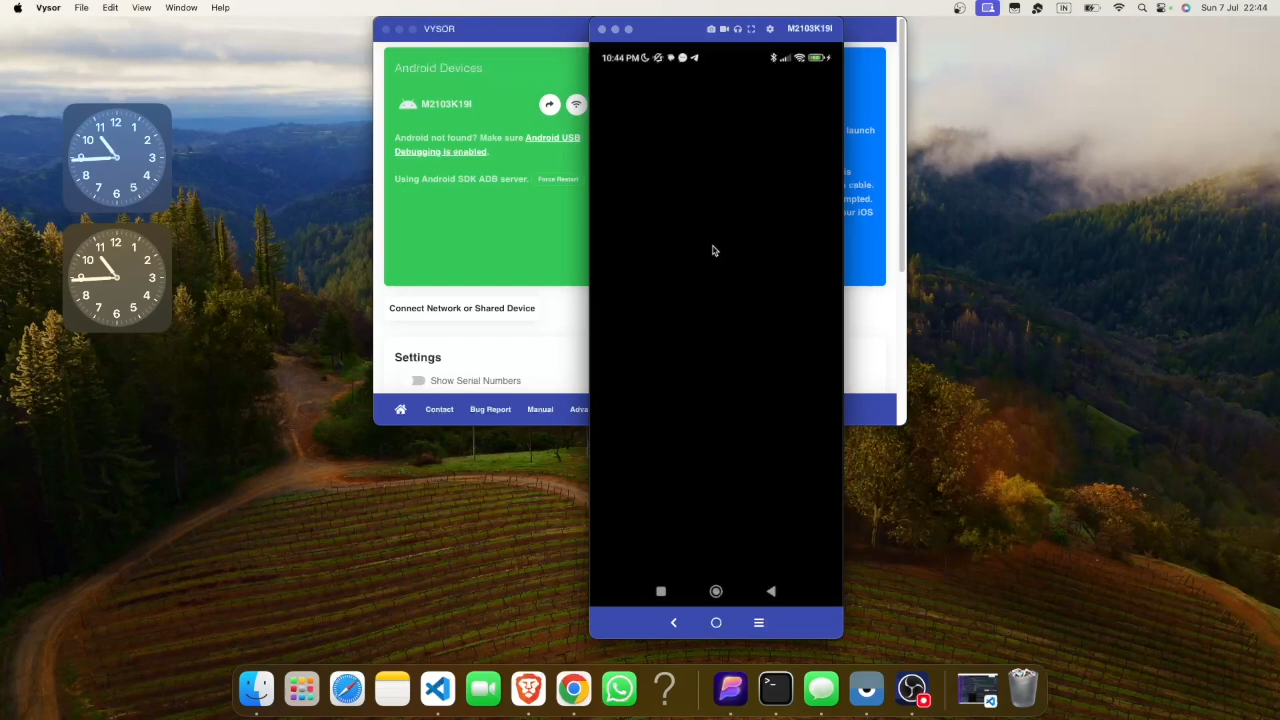 Vysor File Edit View Window Help
IN Sun 7 Jul 22:44
VYSOR
M2103K19I
Android Devices
M2103K19I
Android not found? Make sure Android USB
Debugging is enabled.
Using Android SDK ADB server. Force Restart
Connect Network or Shared Device
Settings
Show Serial Numbers
Contact Bug Report Manual Adva
10:44 PM
launch
is
cable.
mpted.
ur iOS
12
11 1
10 2
9 3
8 4
7 5
6
12
11 1
10 2
9 3
8 4
7 5
6